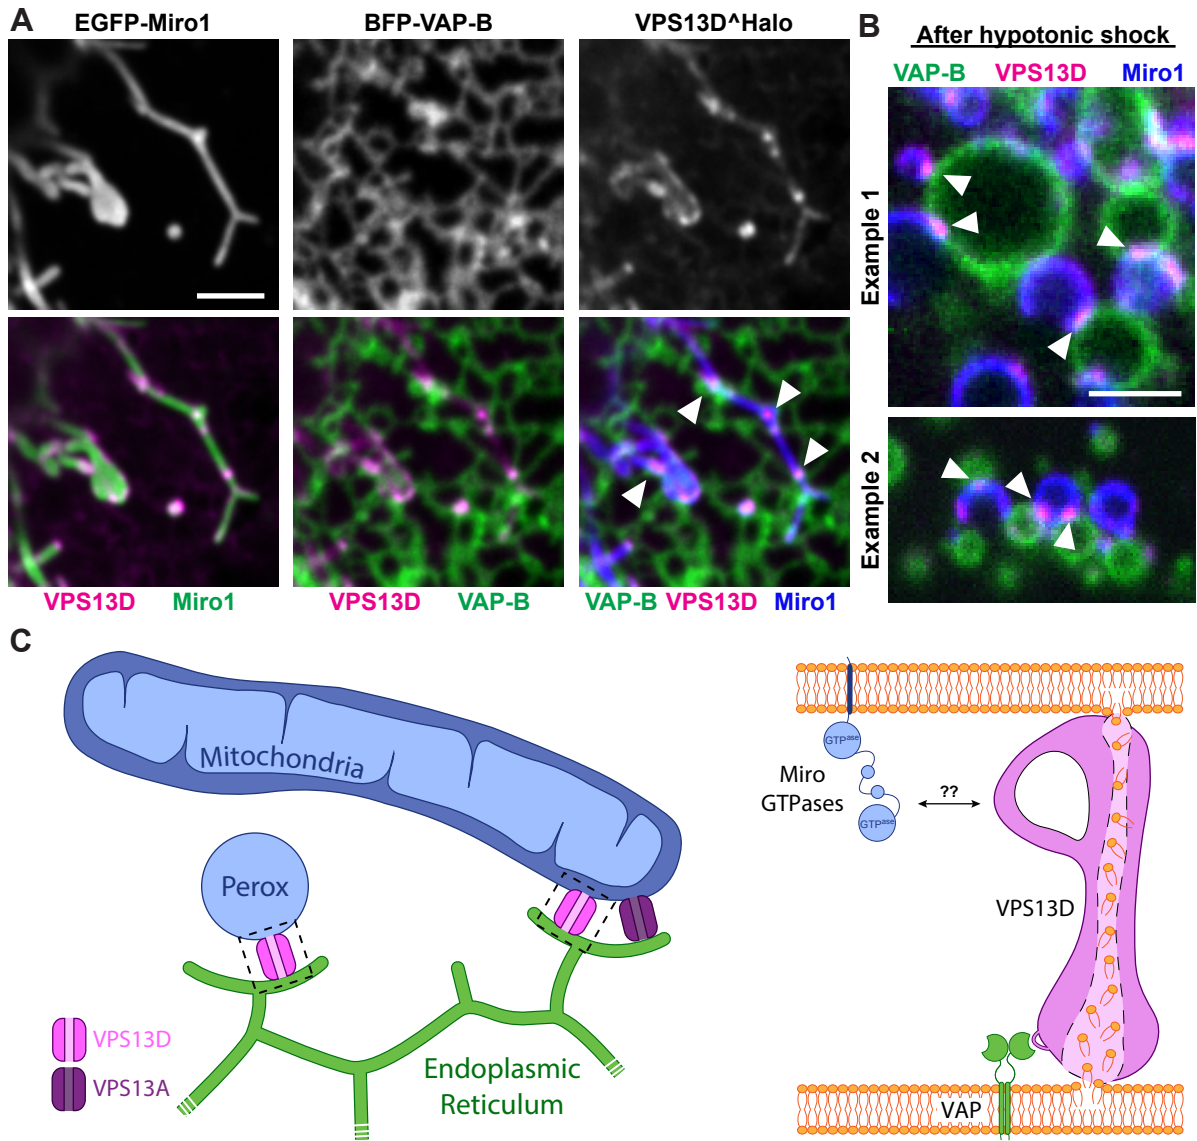 A
EGFP-Miro1
BFP-VAP-B
VPS13D^Halo
VPS13D Miro1
VPS13D VAP-B
VAP-B VPS13D Miro1
B
After hypotonic shock
VAP-B VPS13D Miro1
Example 1
Example 2
C
Mitochondria
Perox
VPS13D
VPS13A
Endoplasmic
Reticulum
GTPase
Miro
GTPases
GTPase
??
VPS13D
VAP